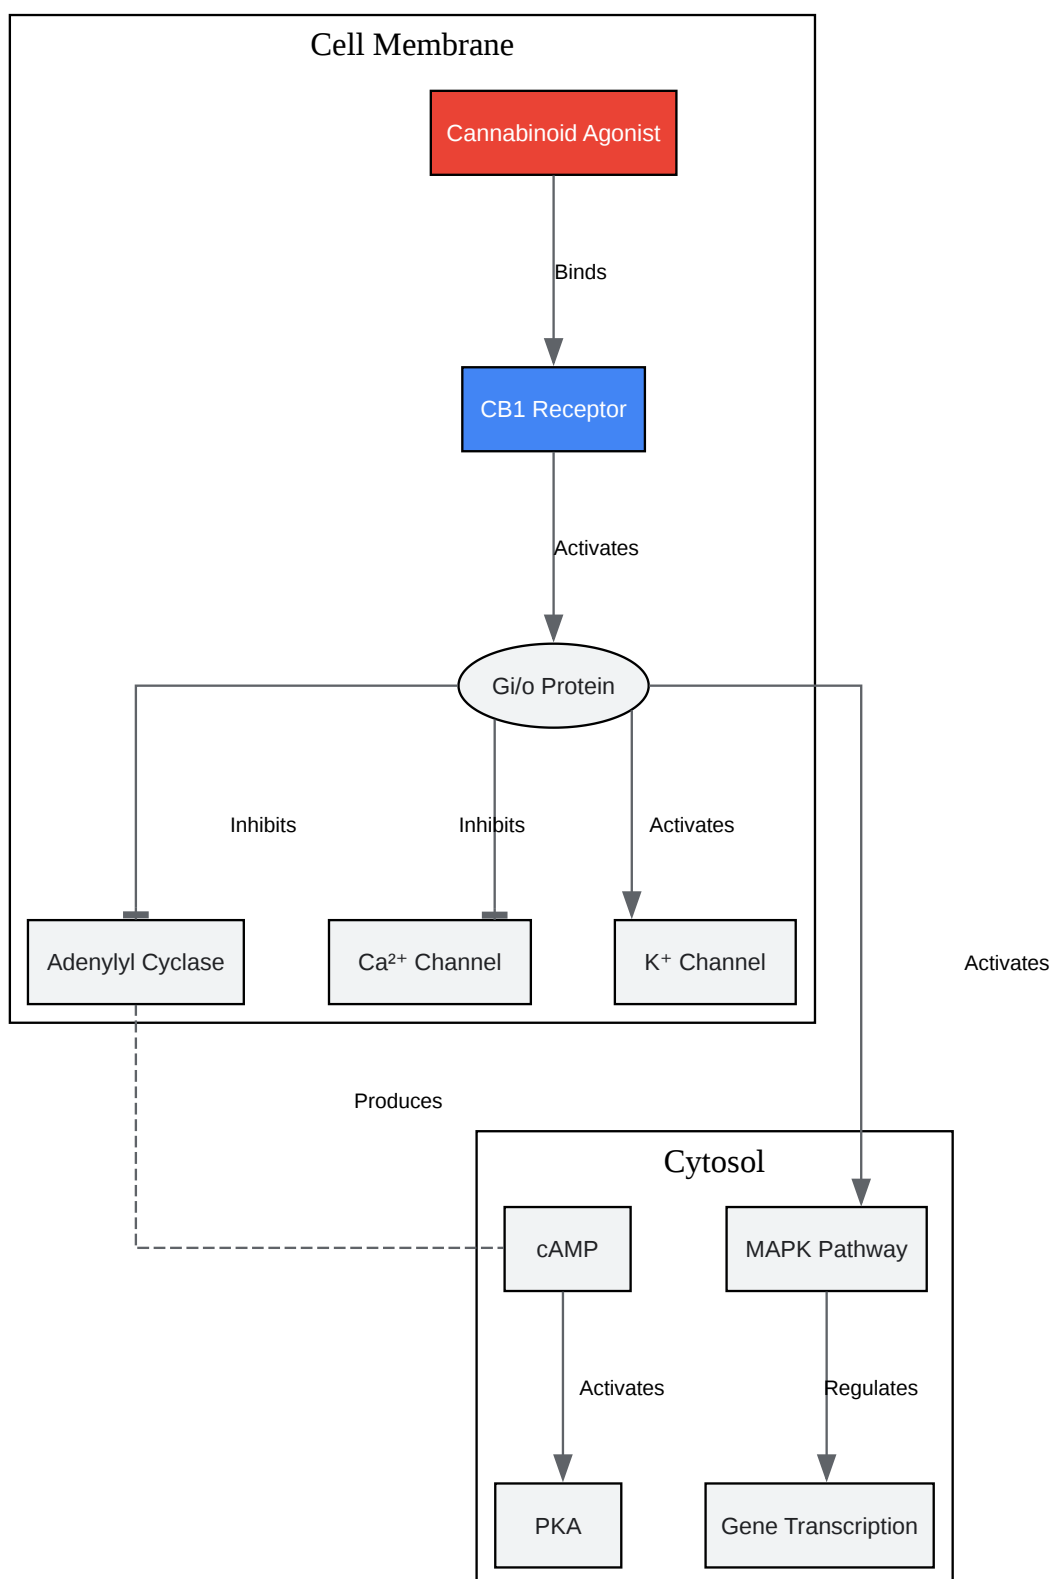 Cell Membrane
Cannabinoid Agonist
Binds
CB1 Receptor
Activates
Gi/o Protein
Inhibits
Inhibits
Activates
Adenylyl Cyclase
Ca²⁺ Channel
K⁺ Channel
Activates
Produces
Cytosol
cAMP
MAPK Pathway
Activates
Regulates
PKA
Gene Transcription